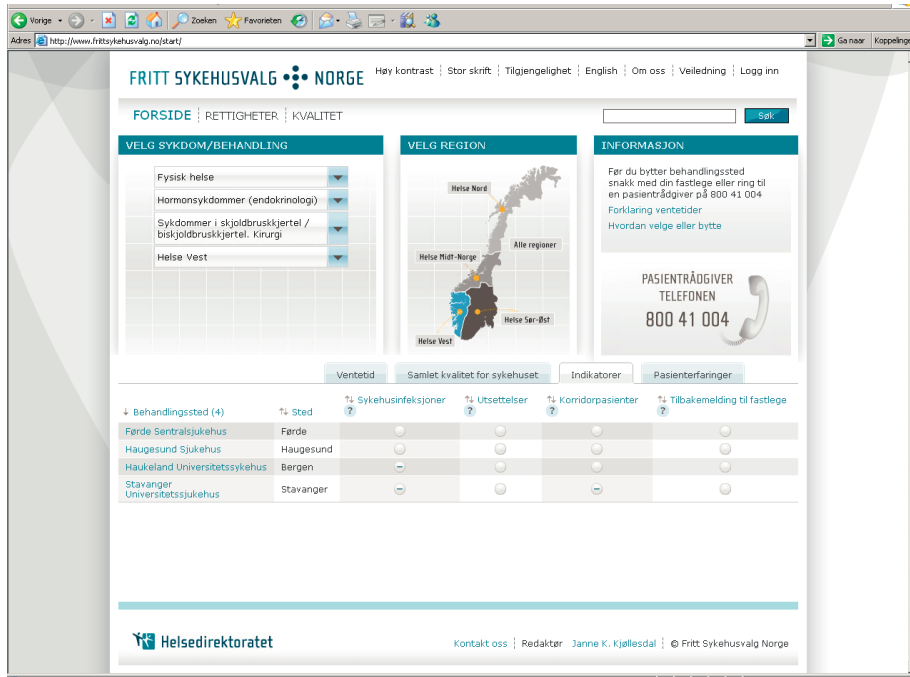 Vorige
Zoeken
Favorieten
Adres http://www.frittsykehusvalg.no/start/
Ga naar
Koppelinge
FRITT SYKEHUSVALG NORGE
Høy kontrast
Stor skrift
Tilgjengelighet
English
Om oss
Veiledning
Logg inn
FORSIDE RETTIGHETER KVALITET
Søk
VELG SYKDOM/BEHANDLING
Fysisk helse
Hormonsykdommer (endokrinologi)
Sykdommer i skjoldbruskkjertel /
biskjoldbruskkjertel. Kirurgi
Helse Vest
VELG REGION
Helse Nord
Alle regioner
Helse Midt-Norge
Helse Sør-Øst
Helse Vest
INFORMASJON
Før du bytter behandlingssted
snakk med din fastlege eller ring til
en pasientrådgiver på 800 41 004
Forklaring ventetider
Hvordan velge eller bytte
PASIENTRÅDGIVER
TELEFONEN
800 41 004
Ventetid
Samlet kvalitet for sykehuset
Indikatorer
Pasienterfaringer
Behandlingssted (4)
Sted
Sykehusinfeksjoner
?
Utsettelser
?
Korridorpasienter
?
Tilbakemelding til fastlege
?
Førde Sentralsjukehus Førde
Haugesund Sjukehus Haugesund
Haukeland Universitetssykehus Bergen
Stavanger
Universitetssjukehus Stavanger
Helsedirektoratet
Kontakt oss
Redaktør Janne K. Kjøllesdal
© Fritt Sykehusvalg Norge